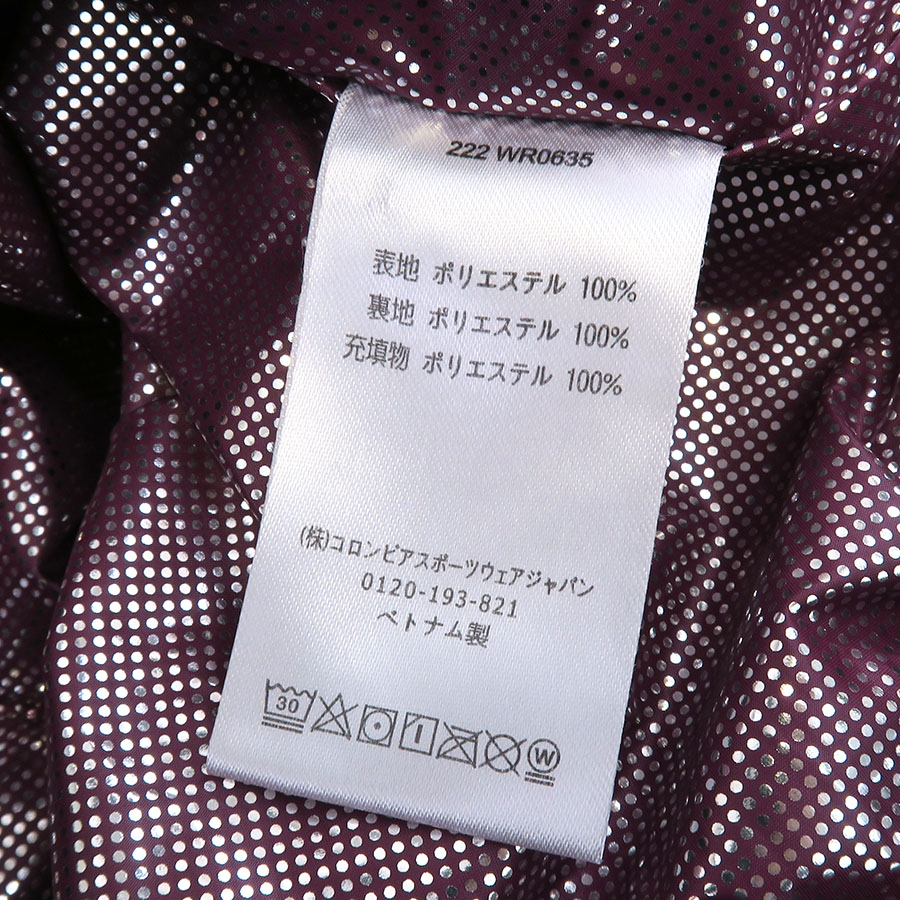 222 WR0635
表地 ポリエステル 100%
裏地 ポリエステル 100%
充填物 ポリエステル 100%
(株)コロンビアスポーツウェアジャパン
0120-193-821
ベトナム製
30
W